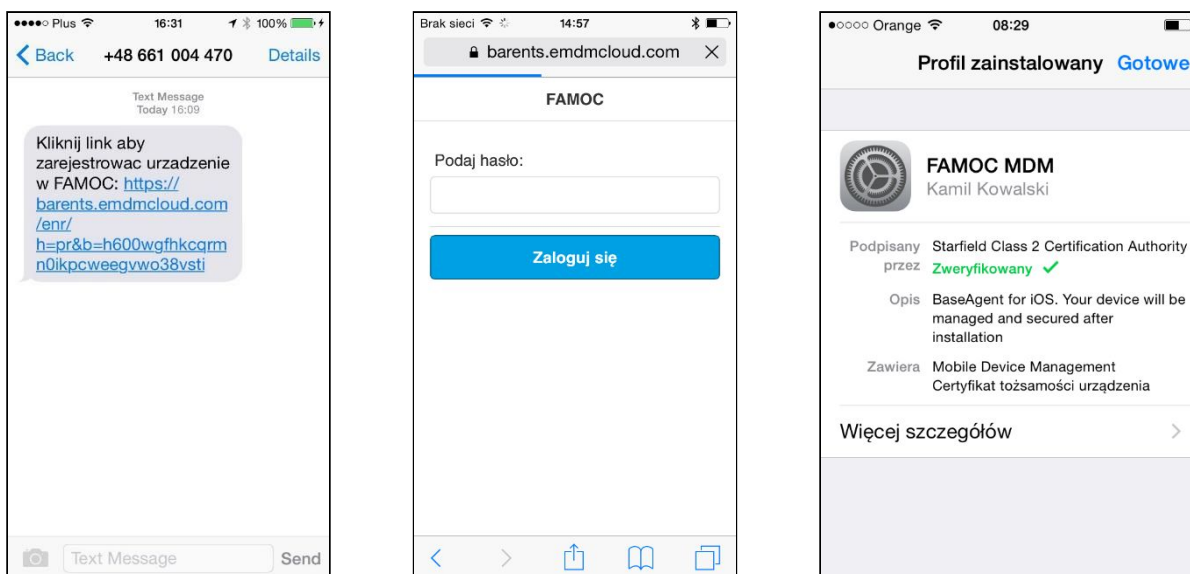 Plus 16:31 100%
Back +48 661 004 470 Details
Text Message
Today 16:09
Kliknij link aby
zarejestrowac urzadzenie
w FAMOC: https://
barents.emdmcloud.com
/enr/
h=pr&b=h600wgfhkcqrm
n0ikpcweegvwo38vsti
Text Message Send
Brak sieci 14:57
barents.emdmcloud.com
FAMOC
Podaj hasło:
Zaloguj się
Orange 08:29
Profil zainstalowany Gotowe
FAMOC MDM
Kamil Kowalski
Podpisany przez Starfield Class 2 Certification Authority
Zweryfikowany
Opis BaseAgent for iOS. Your device will be
managed and secured after
installation
Zawiera Mobile Device Management
Certyfikat tożsamości urządzenia
Więcej szczegółów